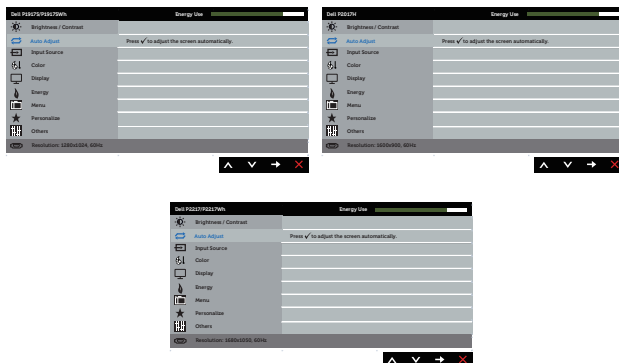 Dell P1917S/P1917SWh Energy Use
Brightness / Contrast
Auto Adjust Press ✓ to adjust the screen automatically.
Input Source
Color
Display
Energy
Menu
Personalize
Others
Resolution: 1280x1024, 60Hz
Dell P2017H Energy Use
Brightness / Contrast
Auto Adjust Press ✓ to adjust the screen automatically.
Input Source
Color
Display
Energy
Menu
Personalize
Others
Resolution: 1600x900, 60Hz
Dell P2217/P2217Wh Energy Use
Brightness / Contrast
Auto Adjust Press ✓ to adjust the screen automatically.
Input Source
Color
Display
Energy
Menu
Personalize
Others
Resolution: 1680x1050, 60Hz